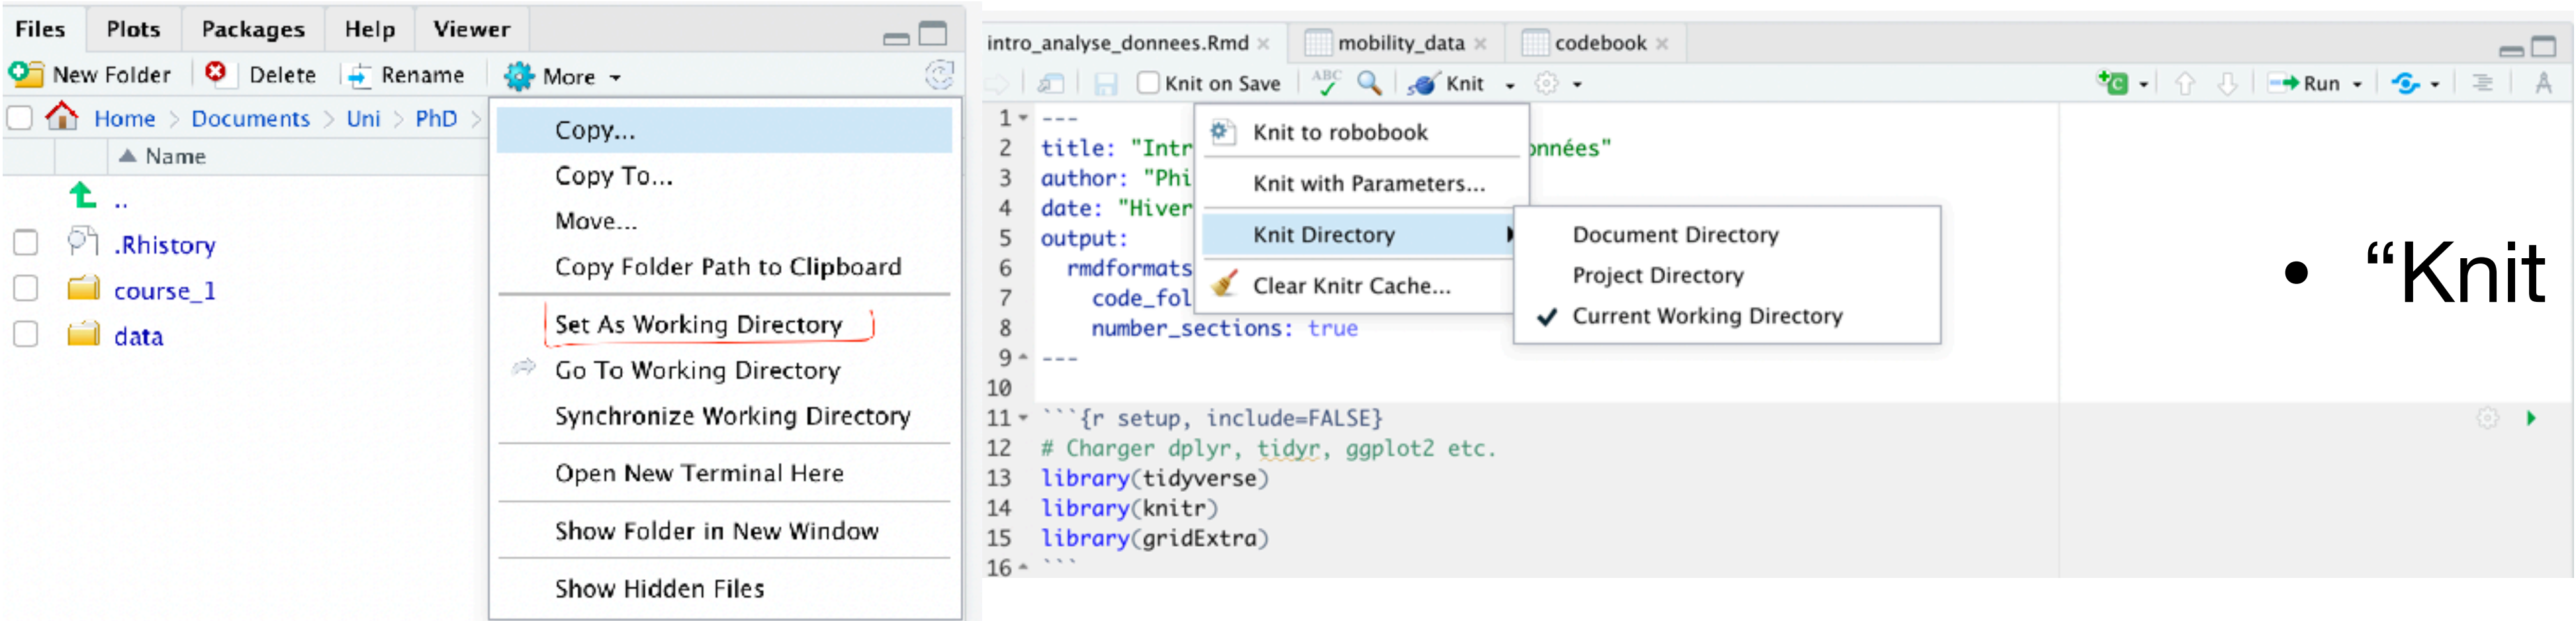 Files Plots Packages Help Viewer
New Folder Delete Rename More
Home > Documents > Uni > PhD >
Name
..
.Rhistory
course_1
data
Copy...
Copy To...
Move...
Copy Folder Path to Clipboard
Set As Working Directory
Go To Working Directory
Synchronize Working Directory
Open New Terminal Here
Show Folder in New Window
Show Hidden Files
intro_analyse_donnees.Rmd mobility_data codebook
Knit on Save ABC Knit Run
1 ---
2 title: "Intr onnées"
3 author: "Phi
4 date: "Hiver
5 output:
6 rmdformats
7 code_fol
8 number_sections: true
9 ---
10
11 ```{r setup, include=FALSE}
12 # Charger dplyr, tidyr, ggplot2 etc.
13 library(tidyverse)
14 library(knitr)
15 library(gridExtra)
16 ```
Knit to robobook
Knit with Parameters...
Knit Directory
Clear Knitr Cache...
Document Directory
Project Directory
Current Working Directory
• “Knit